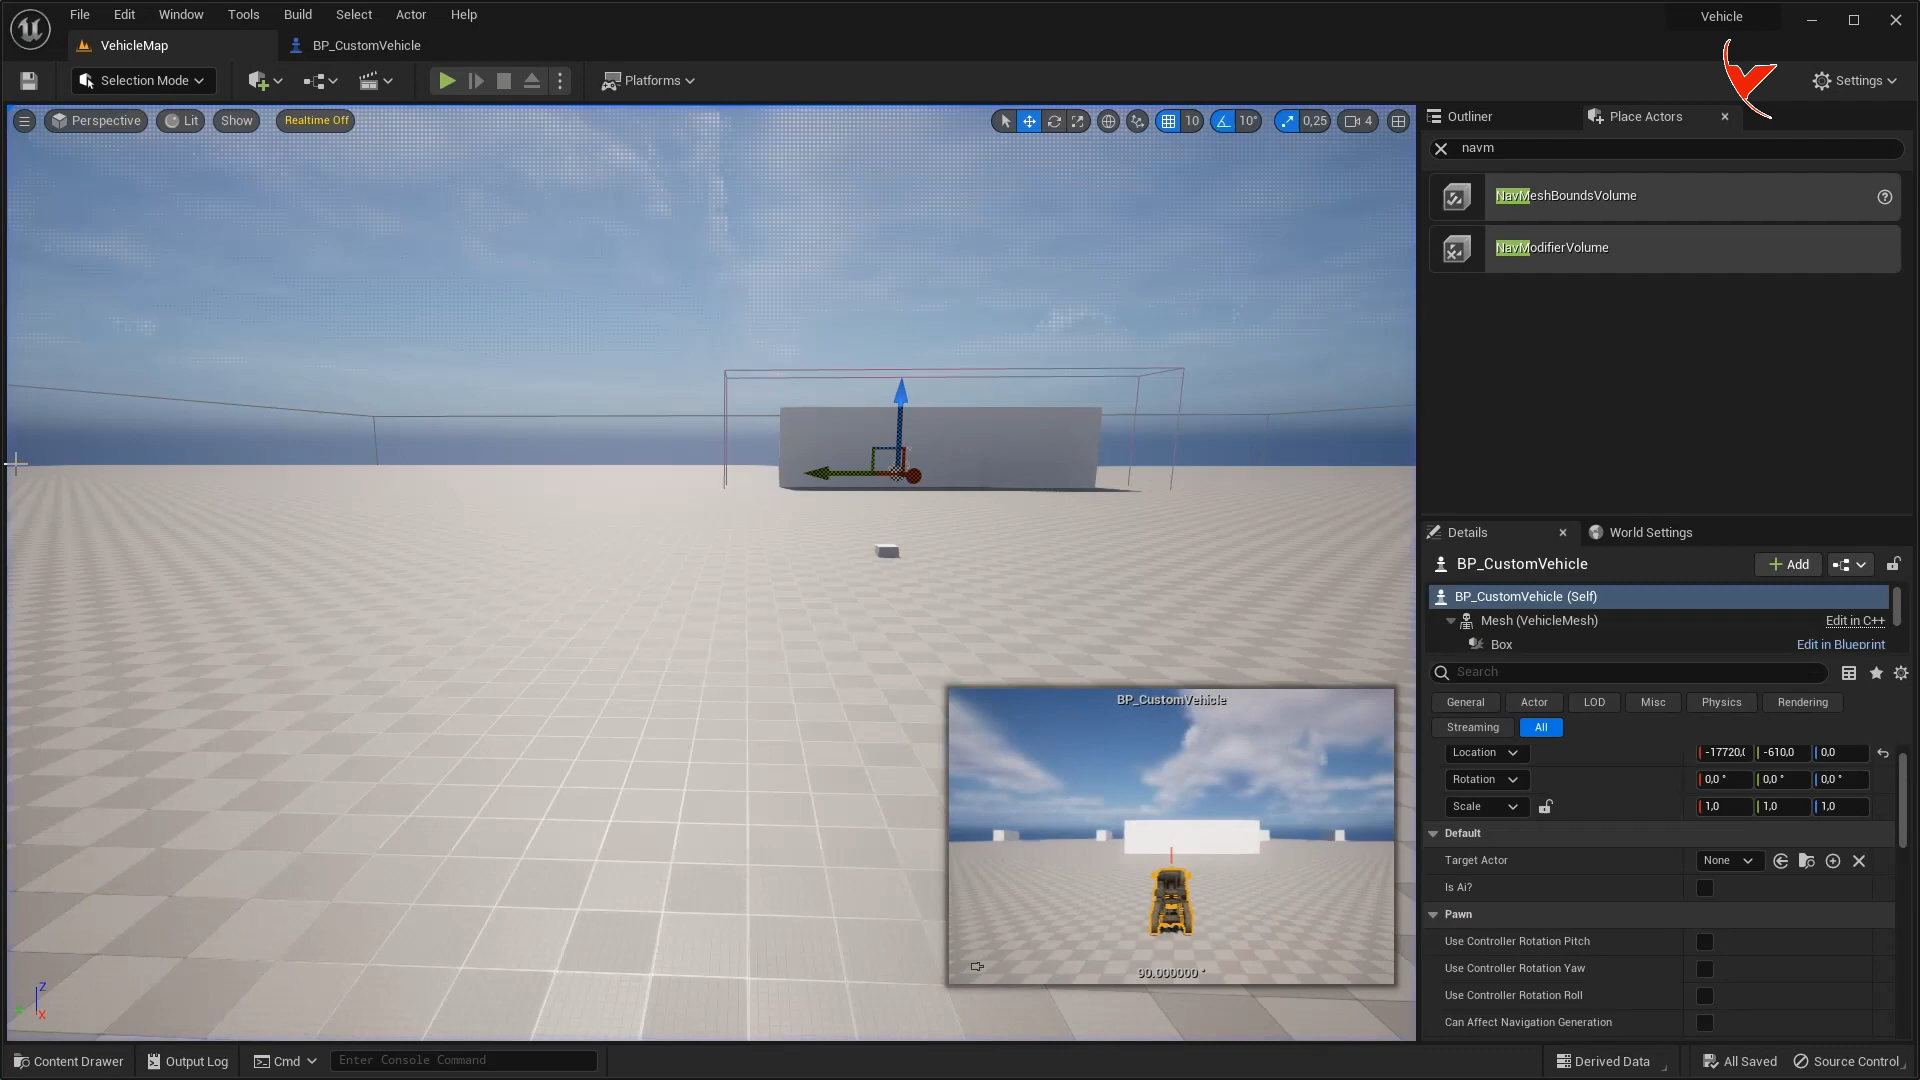 File Edit Window Tools Build Select Actor Help
Vehicle
VehicleMap BP_CustomVehicle
Selection Mode Platforms Settings
Perspective Lit Show Realtime Off 10 10° 0,25 4
Outliner Place Actors
navm
NavMeshBoundsVolume
NavModifierVolume
Details World Settings
BP_CustomVehicle Add
BP_CustomVehicle (Self)
Mesh (VehicleMesh) Edit in C++
Box Edit in Blueprint
Search
General Actor LOD Misc Physics Rendering
Streaming All
Location -17720,( -610,0 0,0
Rotation 0,0 ° 0,0 ° 0,0 °
Scale 1,0 1,0 1,0
Default
Target Actor None
Is Ai?
Pawn
Use Controller Rotation Pitch
Use Controller Rotation Yaw
Use Controller Rotation Roll
Can Affect Navigation Generation
BP_CustomVehicle
90.000000 °
Z
X
Content Drawer Output Log Cmd Enter Console Command Derived Data All Saved Source Control